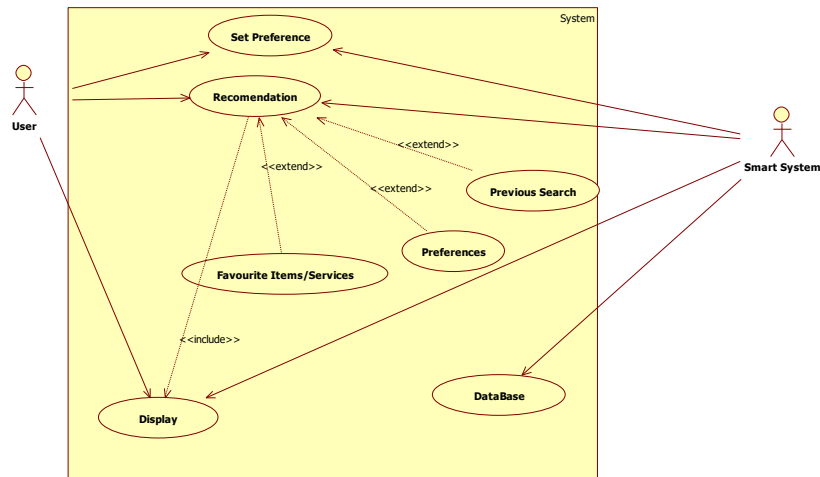 System
Set Preference
Recomendation
User
Smart System
<<extend>>
<<extend>>
<<extend>>
Previous Search
Preferences
Favourite Items/Services
<<include>>
DataBase
Display